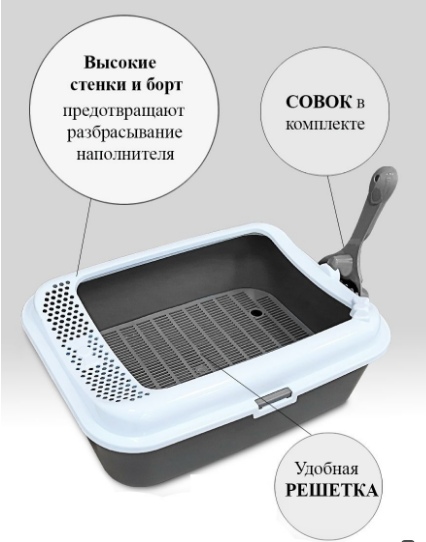 Высокие
стенки и борт
предотвращают
разбрасывание
наполнителя
СОВОК в
комплекте
Удобная
РЕШЕТКА